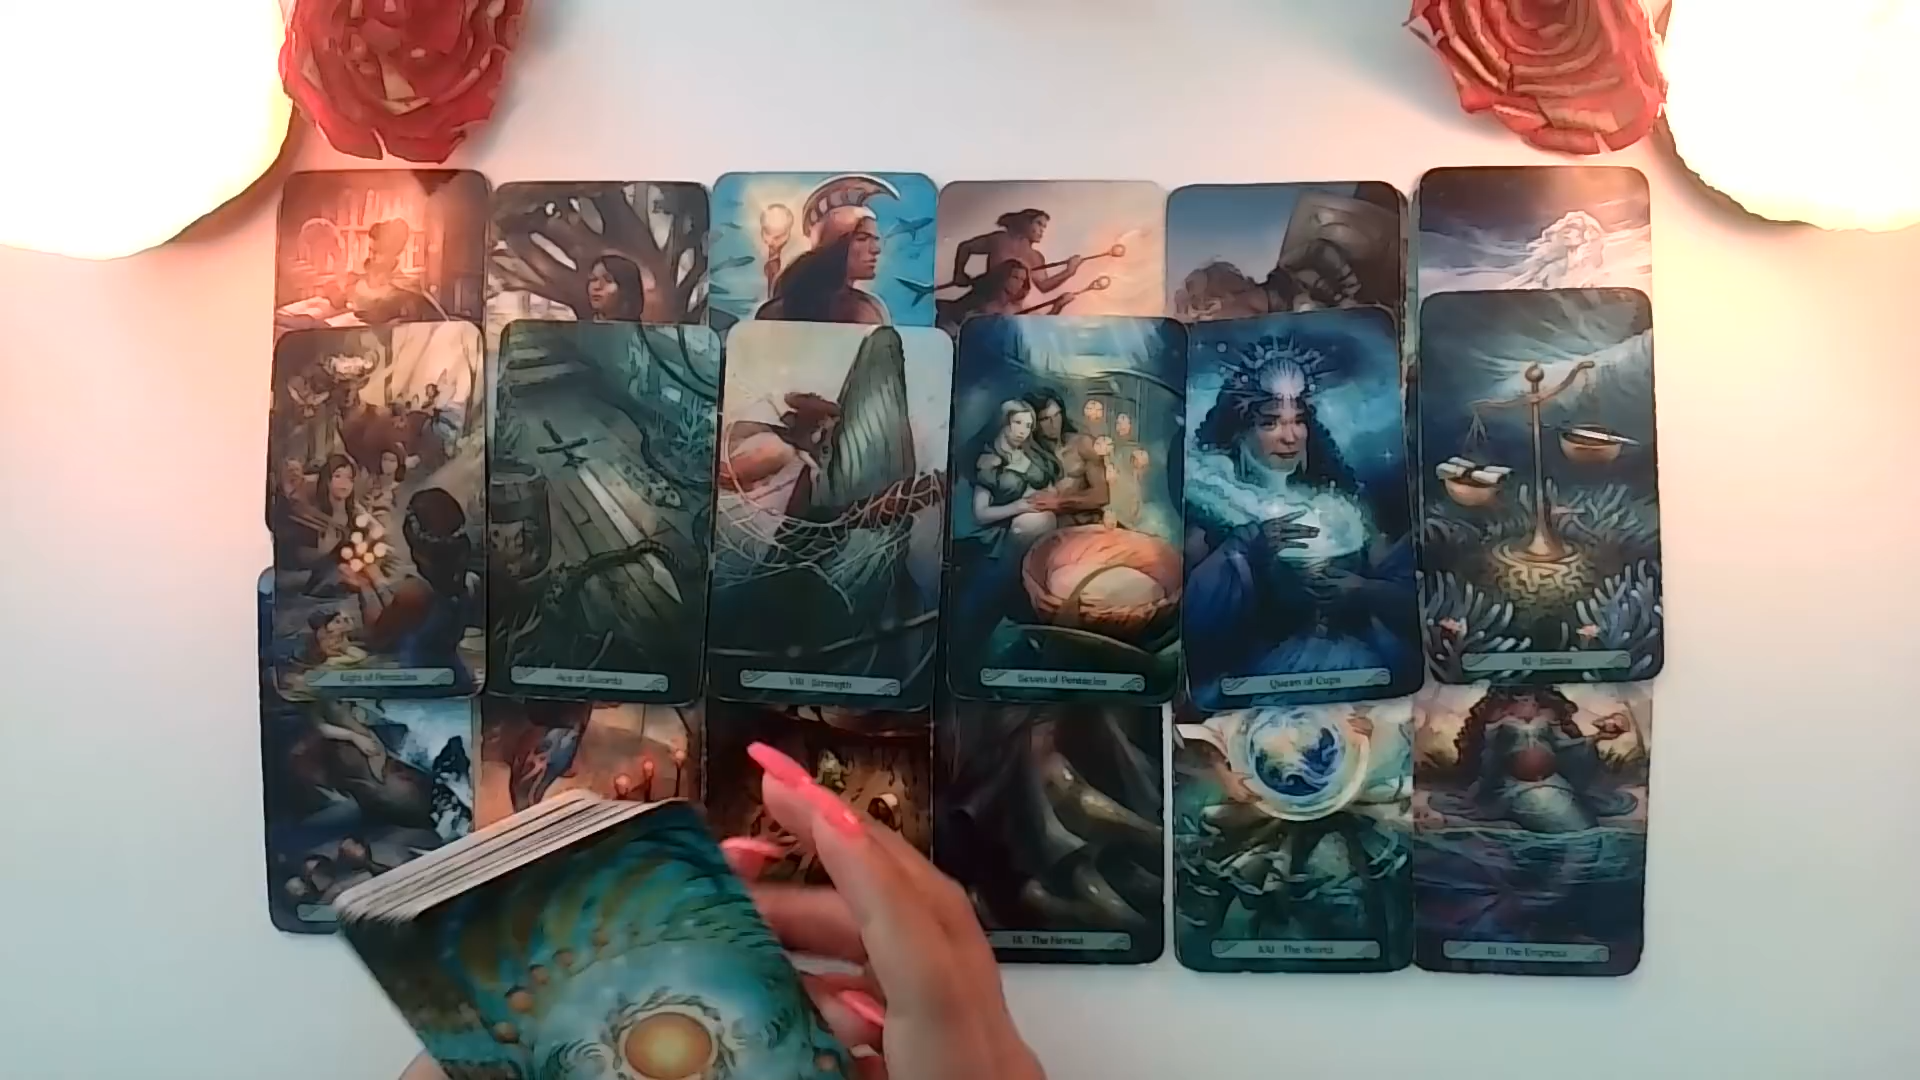 Eight of Pentacles
Ace of Swords
VIII - Strength
Seven of Pentacles
Queen of Cups
XI - Justice
IX - The Hermit
XXI - The World
III - The Empress